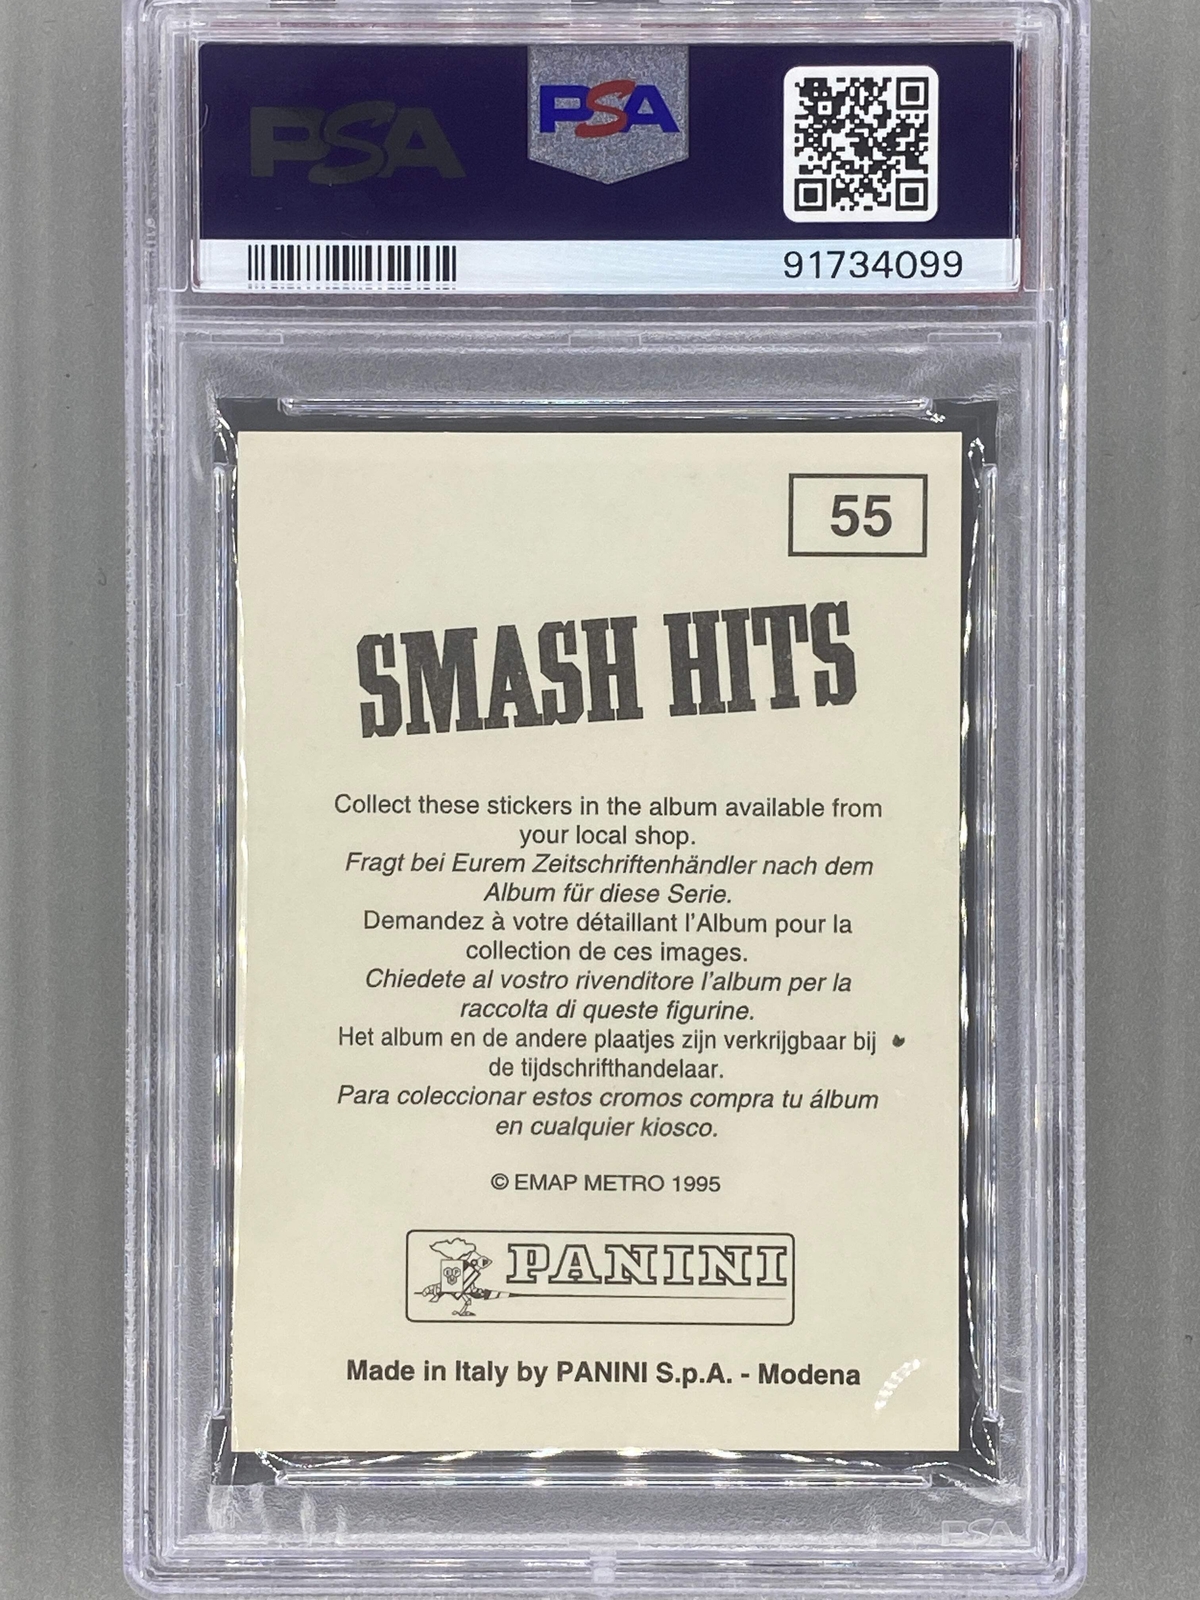 PSA
PSA
91734099
55
SMASH HITS
Collect these stickers in the album available from
your local shop.
Fragt bei Eurem Zeitschriftenhändler nach dem
Album für diese Serie.
Demandez à votre détaillant l'Album pour la
collection de ces images.
Chiedete al vostro rivenditore l'album per la
raccolta di queste figurine.
Het album en de andere plaatjes zijn verkrijgbaar bij
de tijdschrifthandelaar.
Para coleccionar estos cromos compra tu álbum
en cualquier kiosco.
© EMAP METRO 1995
PANINI
Made in Italy by PANINI S.p.A. - Modena
PSA